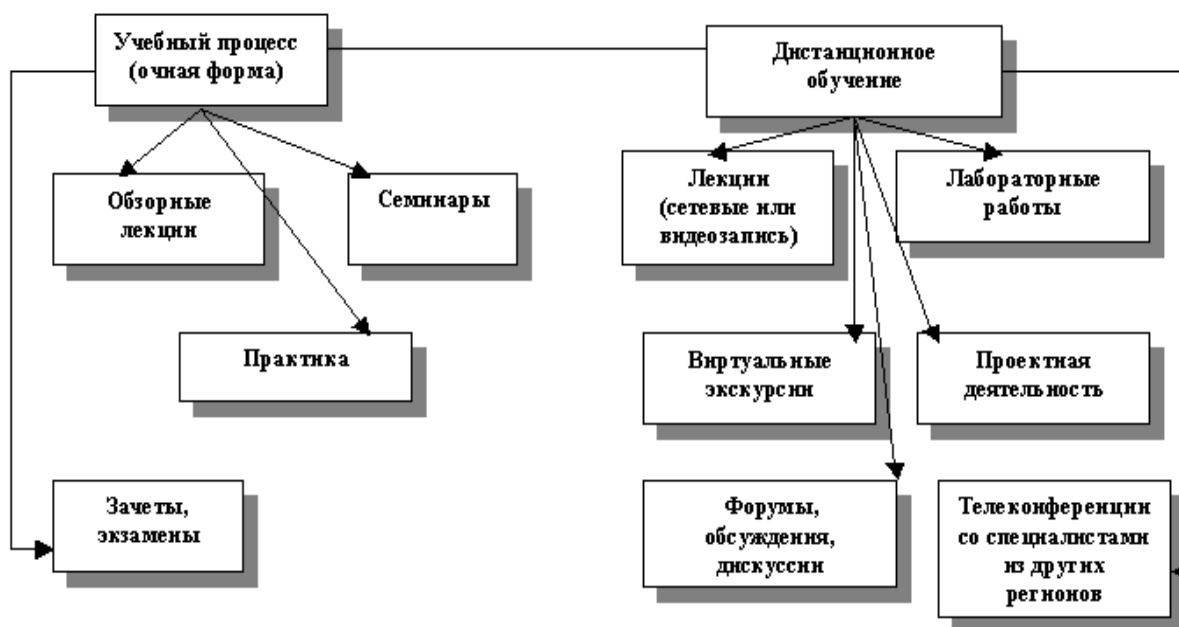 Учебный процесс
(очная форма)
Дистанционное
обучение
Обзорные
лекции
Семинары
Лекции
(сетевые или
видеозапись)
Лабораторные
работы
Практика
Виртуальные
экскурсии
Проектная
деятельность
Зачеты,
экзамены
Форумы,
обсуждения,
дискуссии
Телеконференции
со специалистами
из других
регионов